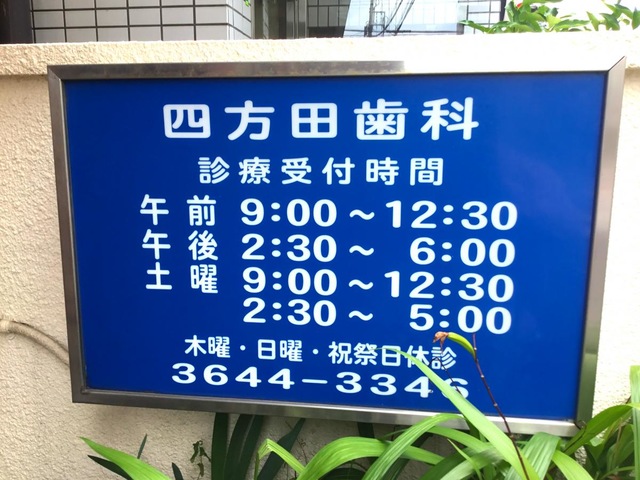 四方田歯科
診療受付時間
午前 9:00～12:30
午後 2:30～ 6:00
土曜 9:00～12:30
2:30～ 5:00
木曜・日曜・祝祭日休診
3644-3346